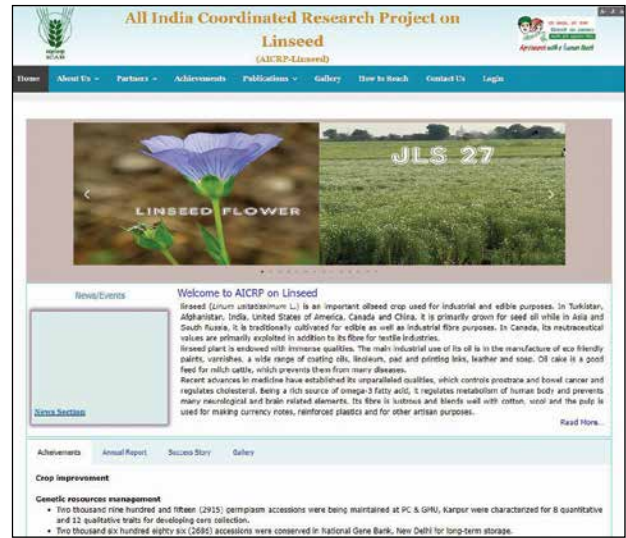 All India Coordinated Research Project on
Linseed
(AICRP-Linseed)
Agrisearch with a human touch
Home About Us Partners Achievements Publications Gallery How to Reach Contact Us Login
LINSEED FLOWER
JLS 27
News/Events
News Section
Welcome to AICRP on Linseed
linseed (Linum usitatissimum L.) is an important oilseed crop used for industrial and edible purposes. In Turkistan,
Afghanistan, India, United States of America, Canada and China, it is primarily grown for seed oil while in Asia and
South Russia, it is traditionally cultivated for edible as well as industrial fibre purposes. In Canada, its neutraceutical
values are primarily exploited in addition to its fibre for textile industries.
linseed plant is endowed with immense qualities. The main industrial use of its oil is in the manufacture of eco friendly
paints, varnishes, a wide range of coating oils, linoleum, pad and printing inks, leather and soap. Oil cake is a good
feed for milch cattle, which prevents them from many diseases.
Recent advances in medicine have established its unparalleled qualities, which controls prostrate and bowel cancer and
regulates cholesterol. Being a rich source of omega-3 fatty acid, it regulates metabolism of human body and prevents
many neurological and brain related elements. Its fibre is lustrous and blends well with cotton, wool and the pulp is
used for making currency notes, reinforced plastics and for other artisan purposes.
Read More...
Acheivements Annual Report Success Story Gallery
Crop improvement
Genetic resources management
• Two thousand nine hundred and fifteen (2915) germplasm accessions were being maintained at PC & GMU, Kanpur were characterized for 8 quantitative
and 12 qualitative traits for developing core collection.
• Two thousand six hundred eighty six (2686) accessions were conserved in National Gene Bank, New Delhi for long-term storage.